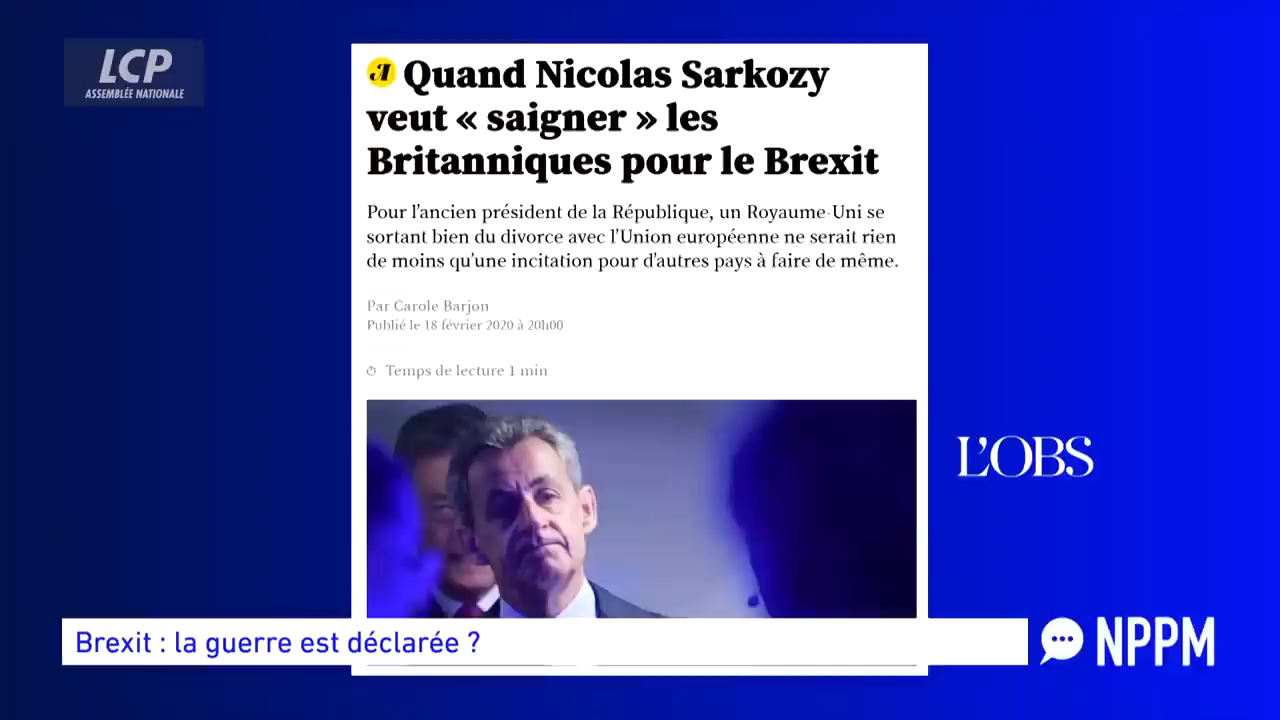 LCP
ASSEMBLÉE NATIONALE
Quand Nicolas Sarkozy
veut « saigner » les
Britanniques pour le Brexit
Pour l'ancien président de la République, un Royaume-Uni se
sortant bien du divorce avec l'Union européenne ne serait rien
de moins qu'une incitation pour d'autres pays à faire de même.
Par Carole Barjon
Publié le 18 février 2020 à 20h00
Temps de lecture 1 min
L'OBS
Brexit : la guerre est déclarée ?
NPPM